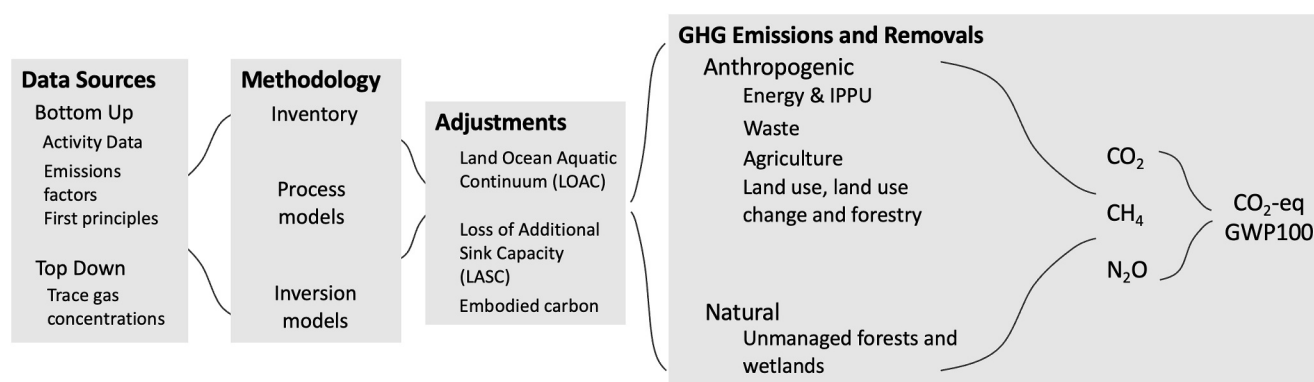 Data Sources
Bottom Up
Activity Data
Emissions
factors
First principles
Top Down
Trace gas
concentrations
Methodology
Inventory
Process
models
Inversion
models
Adjustments
Land Ocean Aquatic
Continuum (LOAC)
Loss of Additional
Sink Capacity
(LASC)
Embodied carbon
GHG Emissions and Removals
Anthropogenic
Energy & IPPU
Waste
Agriculture
Land use, land use
change and forestry
Natural
Unmanaged forests and
wetlands
CO₂
CH₄
N₂O
CO₂-eq
GWP100